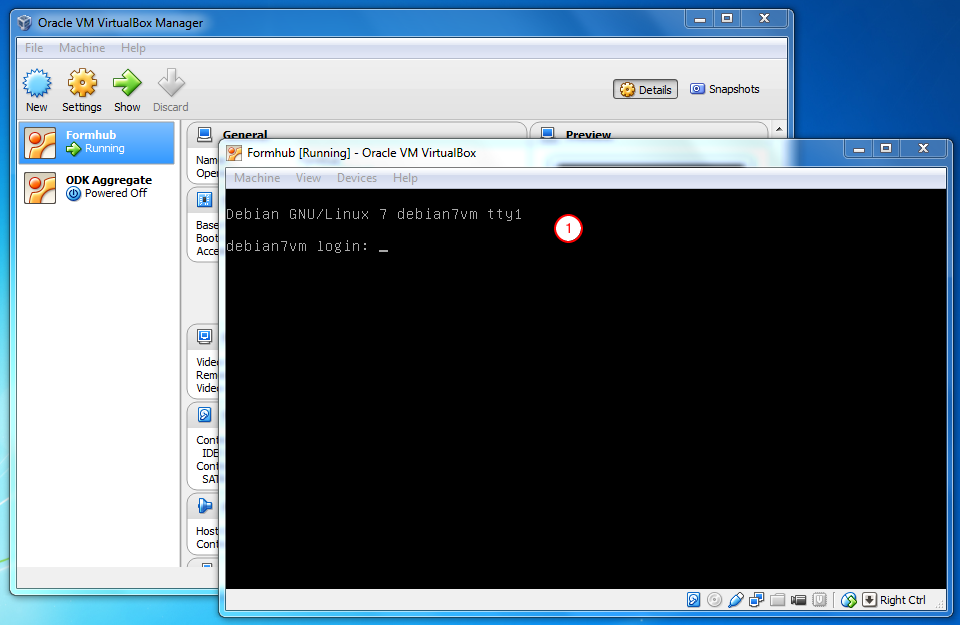 Oracle VM VirtualBox Manager
File Machine Help
New Settings Show Discard
Details Snapshots
Formhub
Running
ODK Aggregate
Powered Off
General
Preview
Nam
Oper
Base
Boot
Acce
Video
Rem
Video
Cont
IDE
Cont
SAT
Host
Cont
Formhub [Running] - Oracle VM VirtualBox
Machine View Devices Help
Debian GNU/Linux 7 debian7vm tty1
1
debian7vm login: _
Right Ctrl